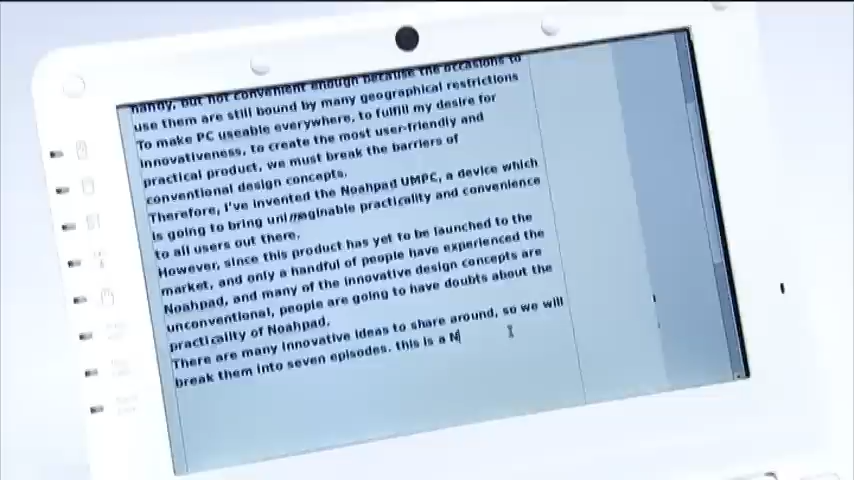 handy, but not convenient enough because the occasions to
use them are still bound by many geographical restrictions
To make PC useable everywhere, to fulfill my desire for
innovativeness, to create the most user-friendly and
practical product, we must break the barriers of
conventional design concepts.
Therefore, I've invented the Noahpad UMPC, a device which
is going to bring unimaginable practicality and convenience
to all users out there.
However, since this product has yet to be launched to the
market, and only a handful of people have experienced the
Noahpad, and many of the innovative design concepts are
unconventional, people are going to have doubts about the
practicality of Noahpad.
There are many innovative ideas to share around, so we will
break them into seven episodes. this is a N